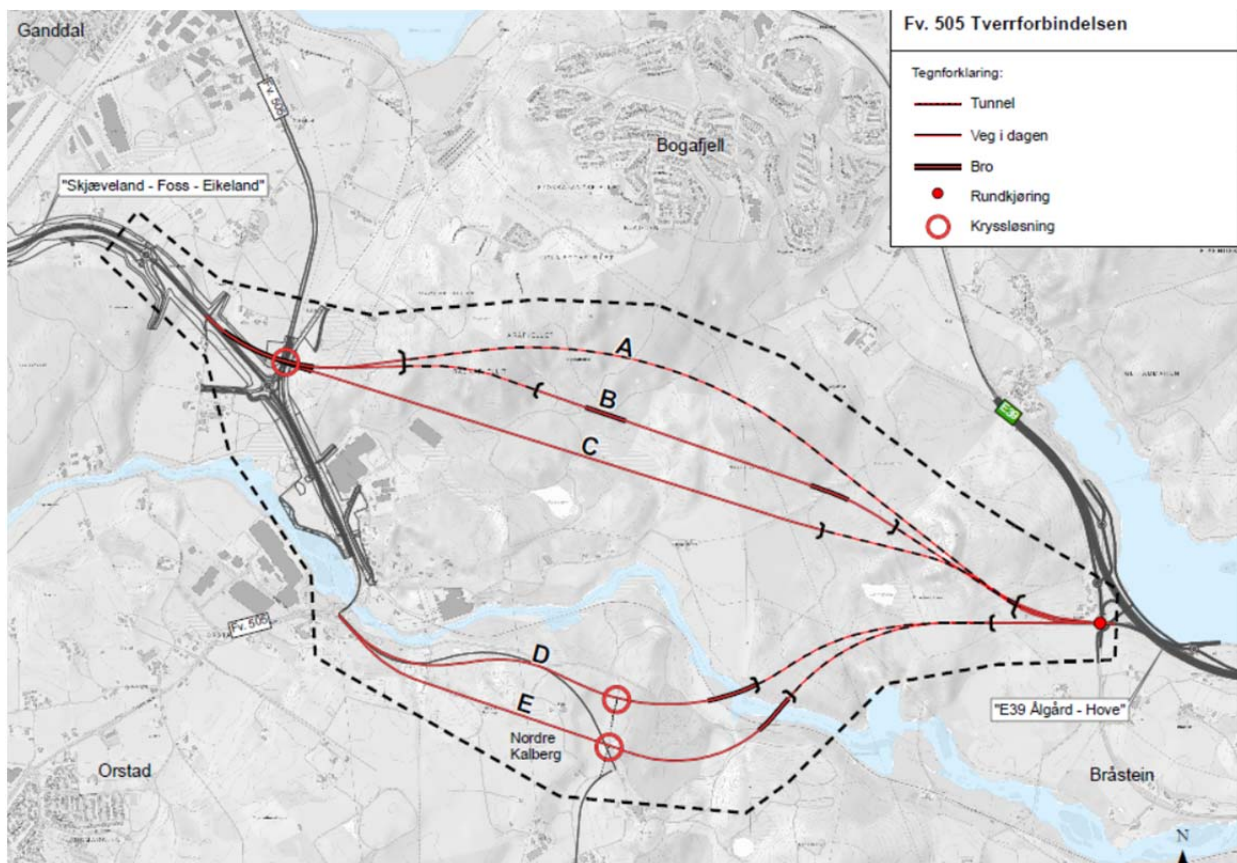 Ganddal
Fv. 505 Tverrforbindelsen
Tegnforklaring:
Tunnel
Veg i dagen
Bro
Rundkjøring
Kryssløsning
Fv. 505
Bogafjell
"Skjæveland - Foss - Eikeland"
A
B
C
E39
Fv. 505
D
E
Nordre
Kalberg
"E39 Ålgård - Hove"
Orstad
Bråstein
N